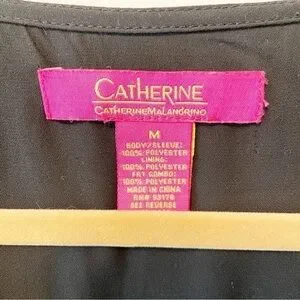 CATHERINE
CATHERINEMALANDRINO
M
BODY/SLEEVE:
100% POLYESTER
LINING:
100% POLYESTER
FRT COMBO:
100% POLYESTER
MADE IN CHINA
RN# 93178
SEE REVERSE